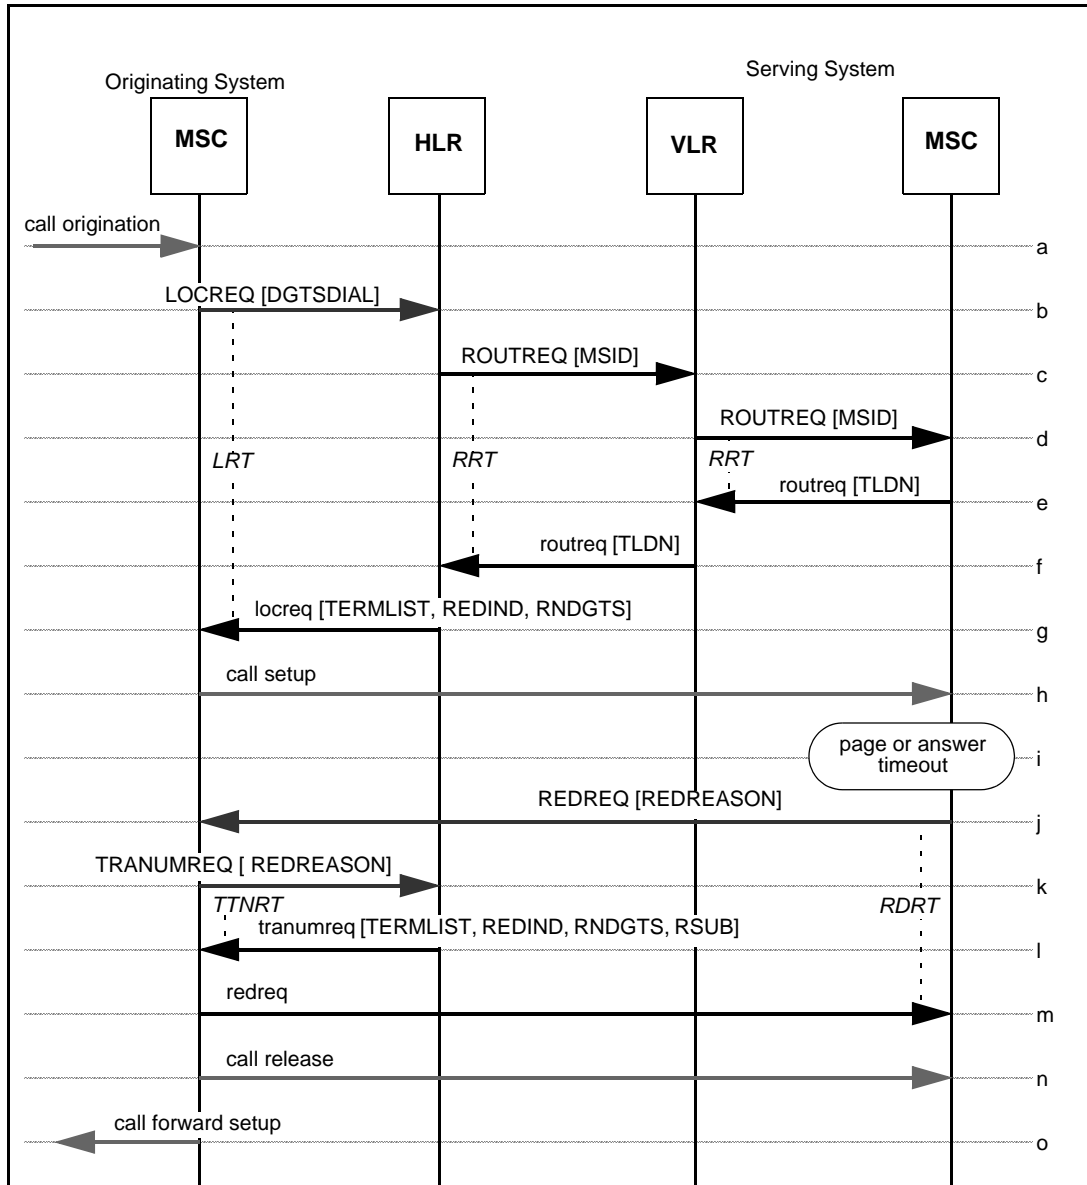 Originating System
Serving System
MSC
HLR
VLR
MSC
call origination
a
LOCREQ [DGTSDIAL]
b
ROUTREQ [MSID]
c
ROUTREQ [MSID]
d
LRT
RRT
RRT
routreq [TLDN]
e
routreq [TLDN]
f
locreq [TERMLIST, REDIND, RNDGTS]
g
call setup
h
page or answer
timeout
i
REDREQ [REDREASON]
j
TRANUMREQ [ REDREASON]
k
TTNRT
RDRT
tranumreq [TERMLIST, REDIND, RNDGTS, RSUB]
l
redreq
m
call release
n
call forward setup
o